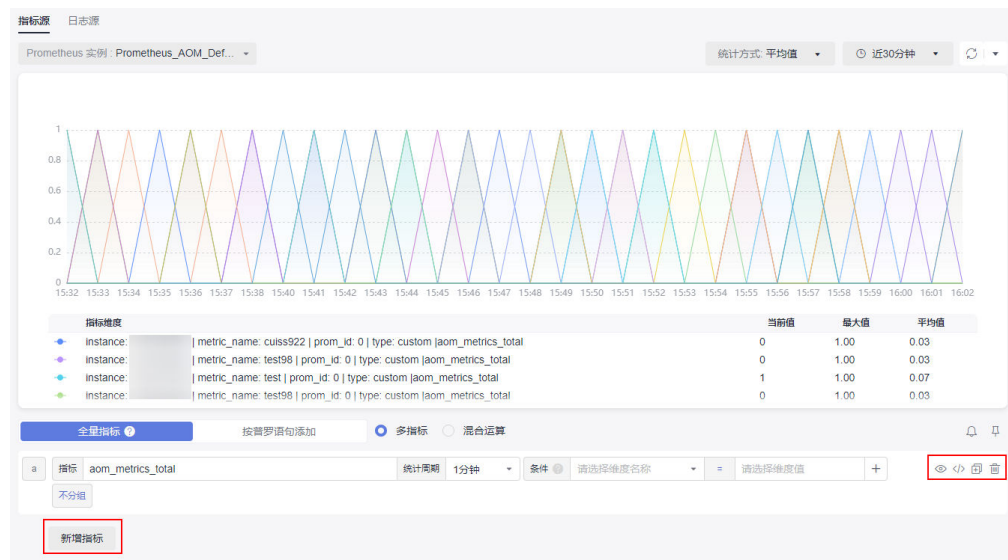 指标源 日志源
Prometheus 实例 : Prometheus_AOM_Def... 统计方式: 平均值 近30分钟
1
0.8
0.6
0.4
0.2
0
15:32 15:33 15:34 15:35 15:36 15:37 15:38 15:40 15:41 15:42 15:43 15:44 15:45 15:46 15:47 15:48 15:49 15:50 15:51 15:52 15:53 15:54 15:55 15:56 15:57 15:58 15:59 16:00 16:01 16:02
指标维度 当前值 最大值 平均值
instance: | metric_name: cuiss922 | prom_id: 0 | type: custom |aom_metrics_total 0 1.00 0.03
instance: | metric_name: test98 | prom_id: 0 | type: custom |aom_metrics_total 0 1.00 0.03
instance: | metric_name: test | prom_id: 0 | type: custom |aom_metrics_total 1 1.00 0.07
instance: | metric_name: test98 | prom_id: 0 | type: custom |aom_metrics_total 0 1.00 0.03
全量指标 ? 按普罗语句添加 多指标 混合运算
a 指标 aom_metrics_total 统计周期 1分钟 条件 请选择维度名称 = 请选择维度值 +
不分组
新增指标